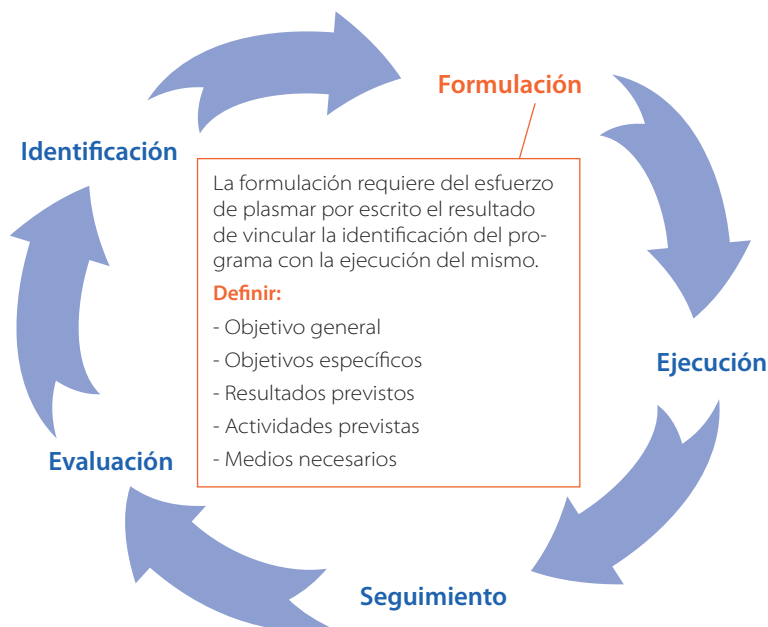 Formulación
Identificación
La formulación requiere del esfuerzo
de plasmar por escrito el resultado
de vincular la identificación del pro-
grama con la ejecución del mismo.
Definir:
- Objetivo general
- Objetivos específicos
- Resultados previstos
- Actividades previstas
- Medios necesarios
Ejecución
Evaluación
Seguimiento